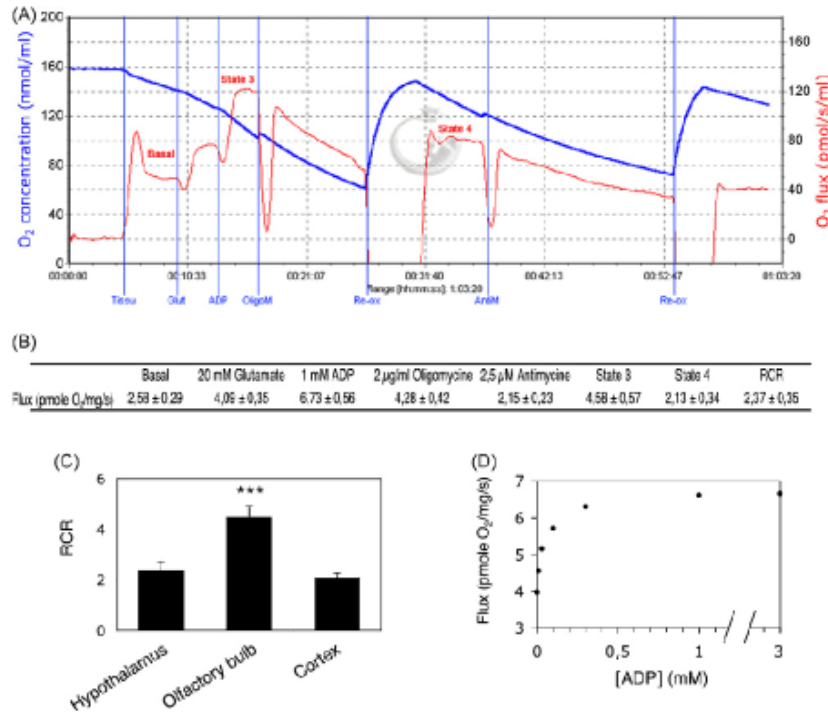 (A)
O₂ concentration (nmol/ml)
200
160
120
80
40
0
Basal
State 3
State 4
160
120
80
40
0
O₂ flux (pmol/s/ml)
00:00:00 00:10:33 00:21:07 00:31:40 00:42:13 00:52:47 01:03:20
Range [hh:mm:ss]: 1:03:20
Tissu Glut ADP OligoM Re-ox AntiM Re-ox
(B)
Basal 20 mM Glutamate 1 mM ADP 2 µg/ml Oligomycine 2,5 µM Antimycine State 3 State 4 RCR
Flux (pmole O₂/mg/s) 2,58 ± 0,29 4,09 ± 0,35 6,73 ± 0,56 4,28 ± 0,42 2,15 ± 0,23 4,58 ± 0,57 2,13 ± 0,34 2,37 ± 0,35
(C)
RCR
6
4
2
0
***
Hypothalamus
Olfactory bulb
Cortex
(D)
Flux (pmole O₂/mg/s)
7
6
5
4
3
0 0,5 1 3
[ADP] (mM)